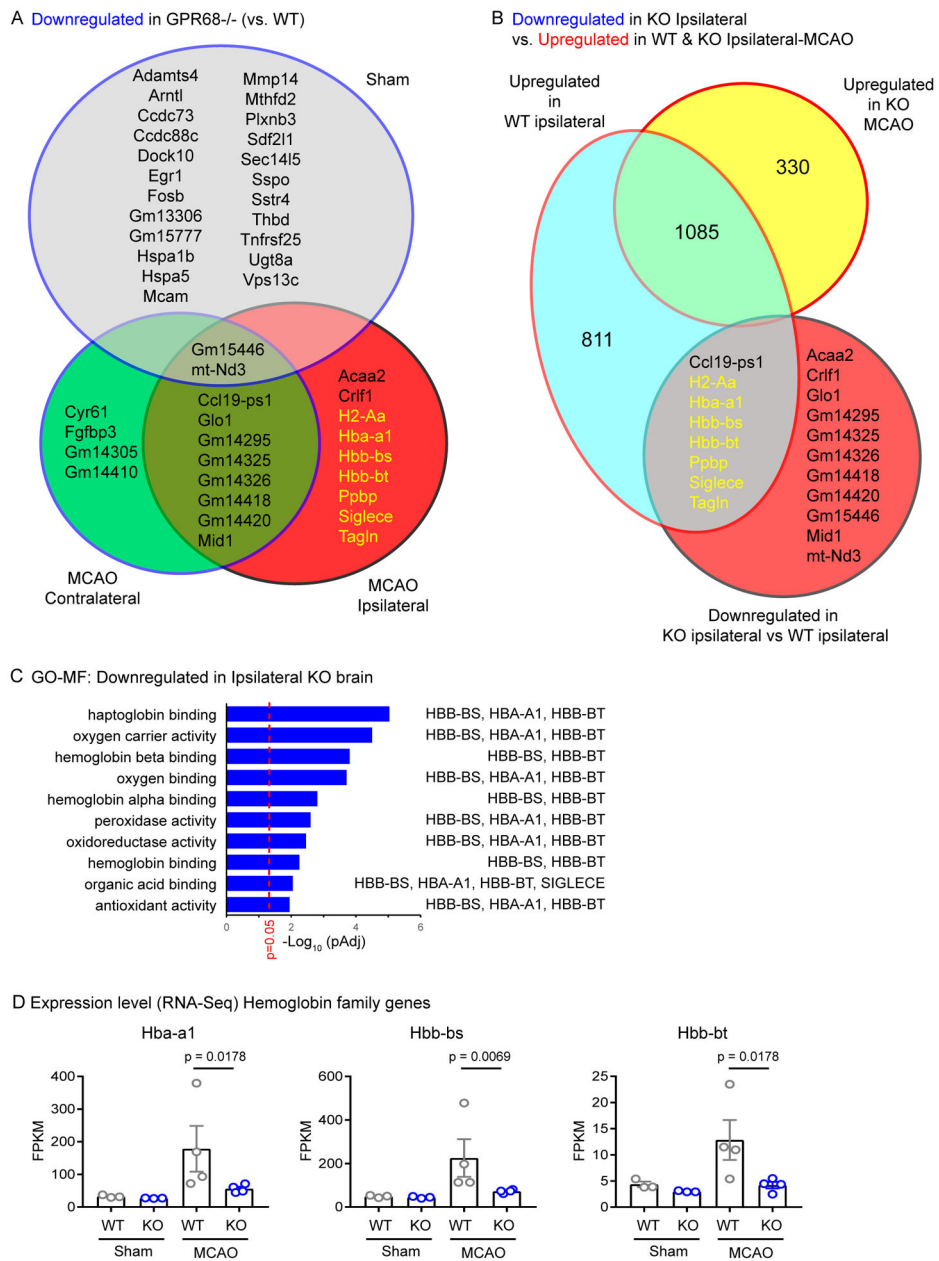 A Downregulated in GPR68-/- (vs. WT)
Sham
Adamts4
Arntl
Ccdc73
Ccdc88c
Dock10
Egr1
Fosb
Gm13306
Gm15777
Hspa1b
Hspa5
Mcam
Mmp14
Mthfd2
Plxnb3
Sdf2l1
Sec14l5
Sspo
Sstr4
Thbd
Tnfrsf25
Ugt8a
Vps13c
Gm15446
mt-Nd3
Cyr61
Fgfbp3
Gm14305
Gm14410
Ccl19-ps1
Glo1
Gm14295
Gm14325
Gm14326
Gm14418
Gm14420
Mid1
Acaa2
Crlf1
H2-Aa
Hba-a1
Hbb-bs
Hbb-bt
Ppbp
Siglece
Tagln
MCAO
Contralateral
MCAO
Ipsilateral
B Downregulated in KO Ipsilateral
vs. Upregulated in WT & KO Ipsilateral-MCAO
Upregulated
in
WT ipsilateral
Upregulated
in KO
MCAO
330
1085
811
Ccl19-ps1
H2-Aa
Hba-a1
Hbb-bs
Hbb-bt
Ppbp
Siglece
Tagln
Acaa2
Crlf1
Glo1
Gm14295
Gm14325
Gm14326
Gm14418
Gm14420
Gm15446
Mid1
mt-Nd3
Downregulated in
KO ipsilateral vs WT ipsilateral
C GO-MF: Downregulated in Ipsilateral KO brain
haptoglobin binding HBB-BS, HBA-A1, HBB-BT
oxygen carrier activity HBB-BS, HBA-A1, HBB-BT
hemoglobin beta binding HBB-BS, HBB-BT
oxygen binding HBB-BS, HBA-A1, HBB-BT
hemoglobin alpha binding HBB-BS, HBB-BT
peroxidase activity HBB-BS, HBA-A1, HBB-BT
oxidoreductase activity HBB-BS, HBA-A1, HBB-BT
hemoglobin binding HBB-BS, HBB-BT
organic acid binding HBB-BS, HBA-A1, HBB-BT, SIGLECE
antioxidant activity HBB-BS, HBA-A1, HBB-BT
0 2 4 6
p=0.05
-Log10 (pAdj)
D Expression level (RNA-Seq) Hemoglobin family genes
Hba-a1
p = 0.0178
FPKM
400
300
200
100
0
WT KO WT KO
Sham MCAO
Hbb-bs
p = 0.0069
FPKM
600
400
200
0
WT KO WT KO
Sham MCAO
Hbb-bt
p = 0.0178
FPKM
25
20
15
10
5
0
WT KO WT KO
Sham MCAO